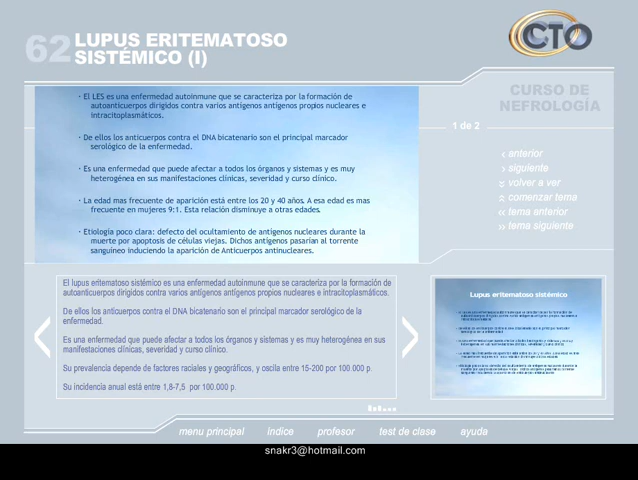 62 LUPUS ERITEMATOSO
SISTÉMICO (I)
CTO
CURSO DE
NEFROLOGÍA
1 de 2
‹ anterior
› siguiente
volver a ver
comenzar tema
‹‹ tema anterior
›› tema siguiente
· El LES es una enfermedad autoinmune que se caracteriza por la formación de
autoanticuerpos dirigidos contra varios antígenos antígenos propios nucleares e
intracitoplasmáticos.
· De ellos los anticuerpos contra el DNA bicatenario son el principal marcador
serológico de la enfermedad.
· Es una enfermedad que puede afectar a todos los órganos y sistemas y es muy
heterogénea en sus manifestaciones clínicas, severidad y curso clínico.
· La edad mas frecuente de aparición está entre los 20 y 40 años. A esa edad es mas
frecuente en mujeres 9:1. Esta relación disminuye a otras edades.
· Etiología poco clara: defecto del ocultamiento de antígenos nucleares durante la
muerte por apoptosis de células viejas. Dichos antígenos pasarían al torrente
sanguíneo induciendo la aparición de Anticuerpos antinucleares.
El lupus eritematoso sistémico es una enfermedad autoinmune que se caracteriza por la formación de
autoanticuerpos dirigidos contra varios antígenos antígenos propios nucleares e intracitoplasmáticos.
De ellos los anticuerpos contra el DNA bicatenario son el principal marcador serológico de la
enfermedad.
Es una enfermedad que puede afectar a todos los órganos y sistemas y es muy heterogénea en sus
manifestaciones clínicas, severidad y curso clínico.
Su prevalencia depende de factores raciales y geográficos, y oscila entre 15-200 por 100.000 p.
Su incidencia anual está entre 1,8-7,5 por 100.000 p.
Lupus eritematoso sistémico
menu principal índice profesor test de clase ayuda
snakr3@hotmail.com